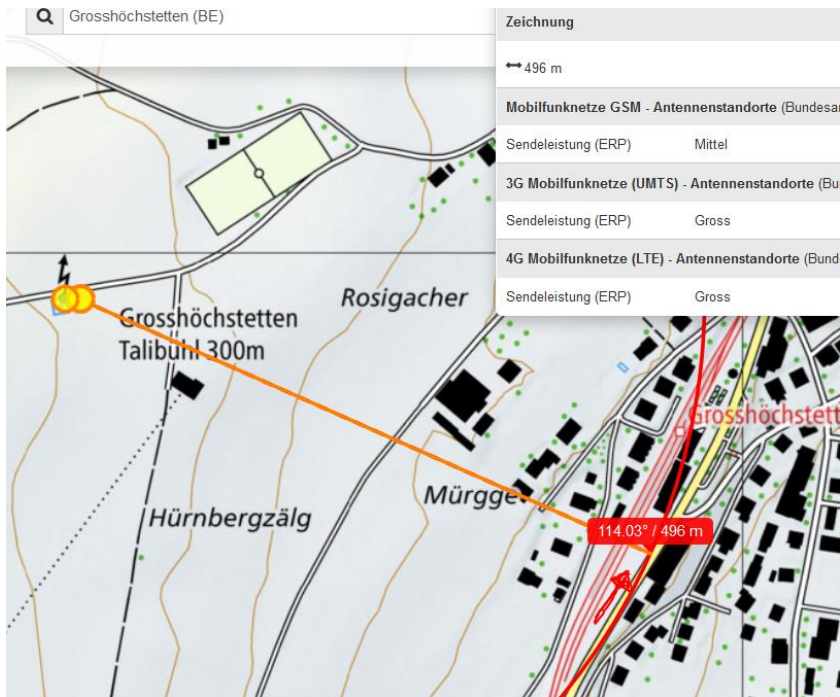 Grosshöchstetten (BE)
Zeichnung
496 m
Mobilfunknetze GSM - Antennenstandorte (Bundesa
Sendeleistung (ERP) Mittel
3G Mobilfunknetze (UMTS) - Antennenstandorte (Bu
Sendeleistung (ERP) Gross
4G Mobilfunknetze (LTE) - Antennenstandorte (Bund
Sendeleistung (ERP) Gross
Rosigacher
Grosshöchstetten
Talibühl 300m
Grosshöchstett
Mürgge
Hürnbergzälg
114.03° / 496 m